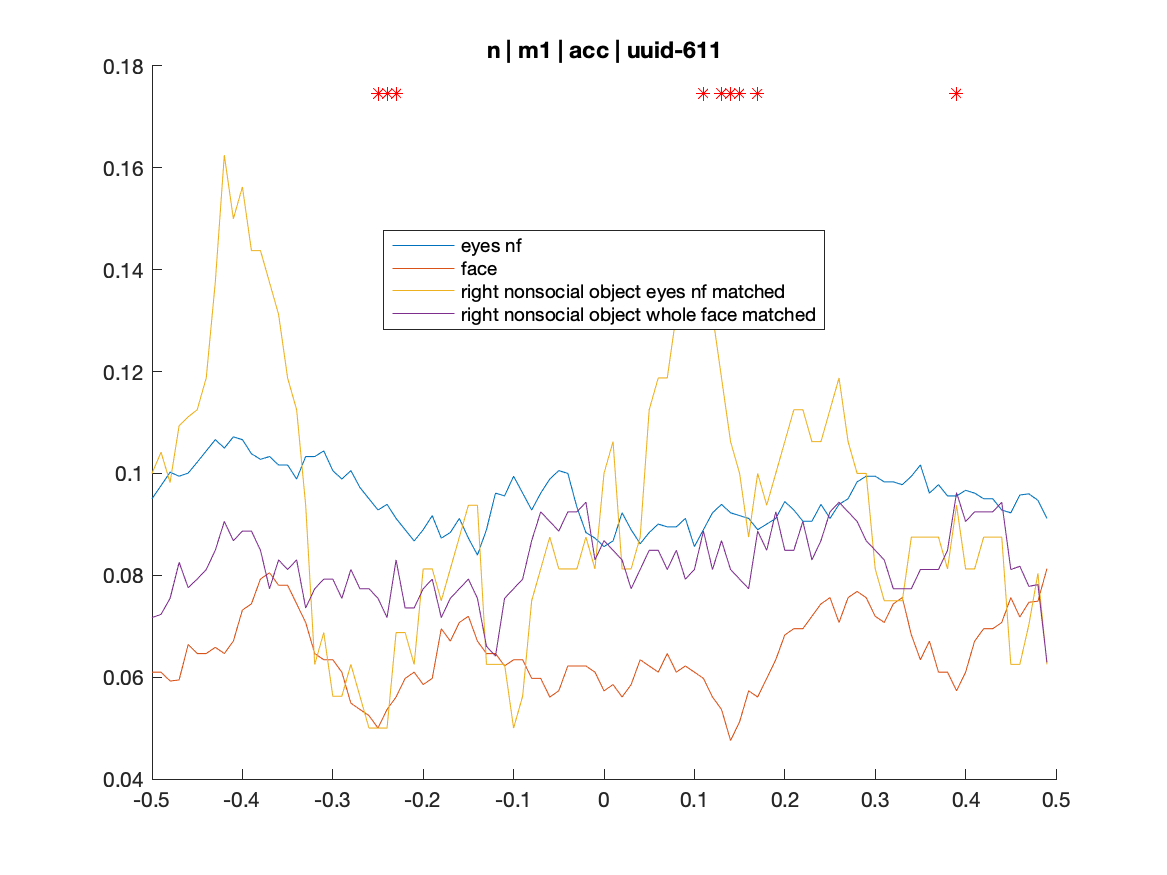 n | m1 | acc | uuid-611
0.18
0.16
0.14
0.12
0.1
0.08
0.06
0.04
eyes nf
face
right nonsocial object eyes nf matched
right nonsocial object whole face matched
-0.5 -0.4 -0.3 -0.2 -0.1 0 0.1 0.2 0.3 0.4 0.5